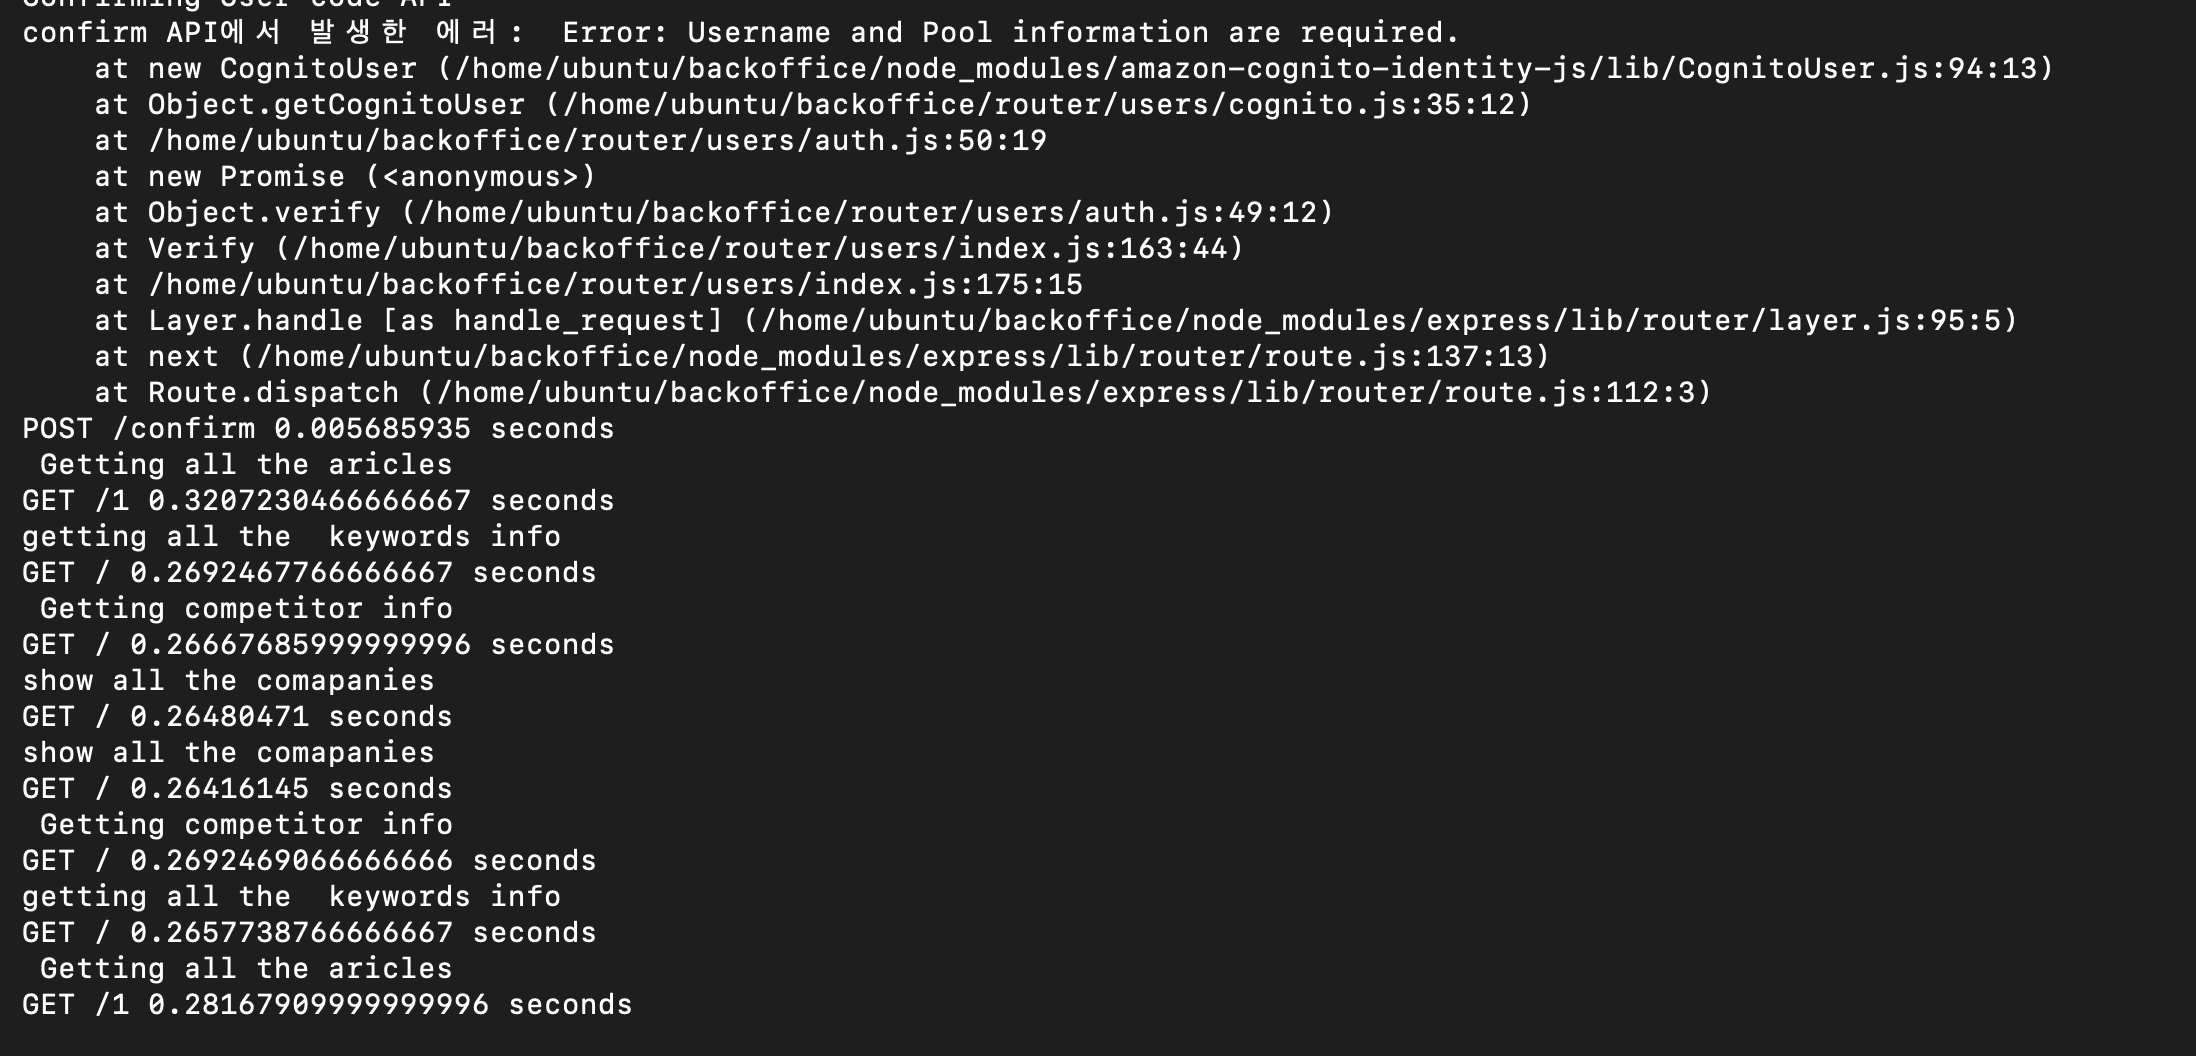 Confirming User code API
confirm API에서 발생한 에러: Error: Username and Pool information are required.
    at new CognitoUser (/home/ubuntu/backoffice/node_modules/amazon-cognito-identity-js/lib/CognitoUser.js:94:13)
    at Object.getCognitoUser (/home/ubuntu/backoffice/router/users/cognito.js:35:12)
    at /home/ubuntu/backoffice/router/users/auth.js:50:19
    at new Promise (<anonymous>)
    at Object.verify (/home/ubuntu/backoffice/router/users/auth.js:49:12)
    at Verify (/home/ubuntu/backoffice/router/users/index.js:163:44)
    at /home/ubuntu/backoffice/router/users/index.js:175:15
    at Layer.handle [as handle_request] (/home/ubuntu/backoffice/node_modules/express/lib/router/layer.js:95:5)
    at next (/home/ubuntu/backoffice/node_modules/express/lib/router/route.js:137:13)
    at Route.dispatch (/home/ubuntu/backoffice/node_modules/express/lib/router/route.js:112:3)
POST /confirm 0.005685935 seconds
 Getting all the aricles
GET /1 0.3207230466666667 seconds
getting all the  keywords info
GET / 0.2692467766666667 seconds
 Getting competitor info
GET / 0.26667685999999996 seconds
show all the comapanies
GET / 0.26480471 seconds
show all the comapanies
GET / 0.26416145 seconds
 Getting competitor info
GET / 0.2692469066666666 seconds
getting all the  keywords info
GET / 0.2657738766666667 seconds
 Getting all the aricles
GET /1 0.28167909999999996 seconds